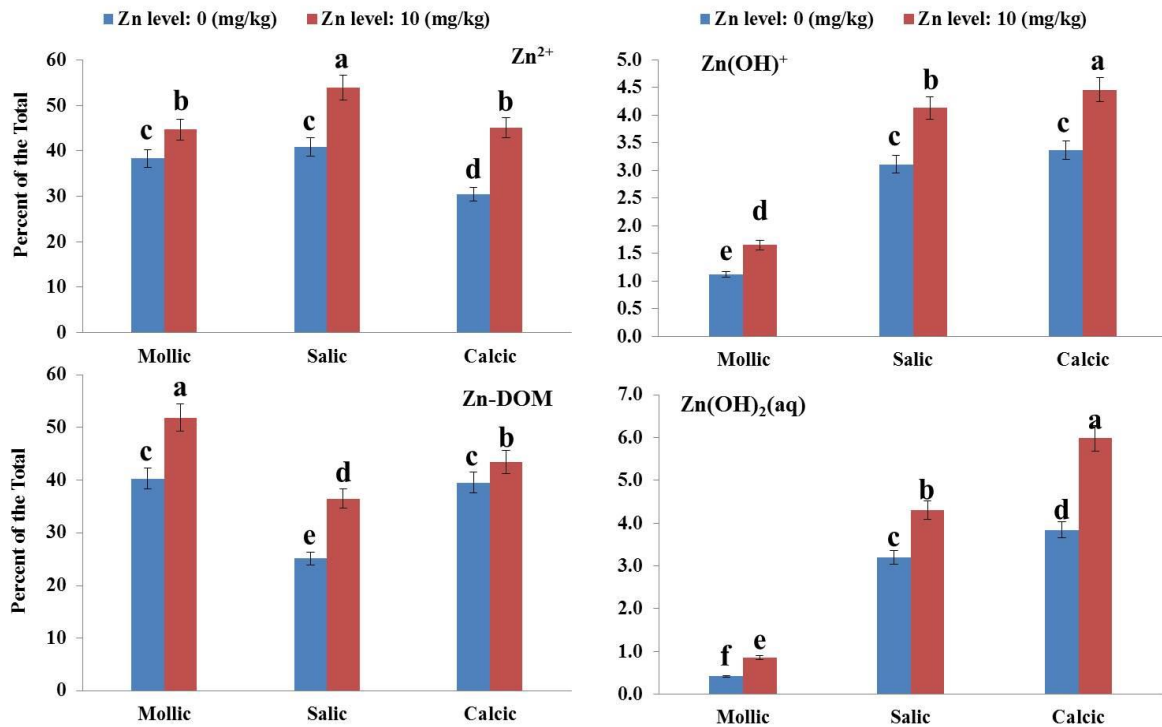 Zn level: 0 (mg/kg) Zn level: 10 (mg/kg)
Zn²⁺
Percent of the Total
60
50
40
30
20
10
0
c b c a d b
Mollic Salic Calcic
Zn level: 0 (mg/kg) Zn level: 10 (mg/kg)
Zn(OH)⁺
5.0
4.5
4.0
3.5
3.0
2.5
2.0
1.5
1.0
0.5
0.0
e d c b c a
Mollic Salic Calcic
Zn-DOM
Percent of the Total
60
50
40
30
20
10
0
c a e d c b
Mollic Salic Calcic
Zn(OH)₂(aq)
7.0
6.0
5.0
4.0
3.0
2.0
1.0
0.0
f e c b d a
Mollic Salic Calcic